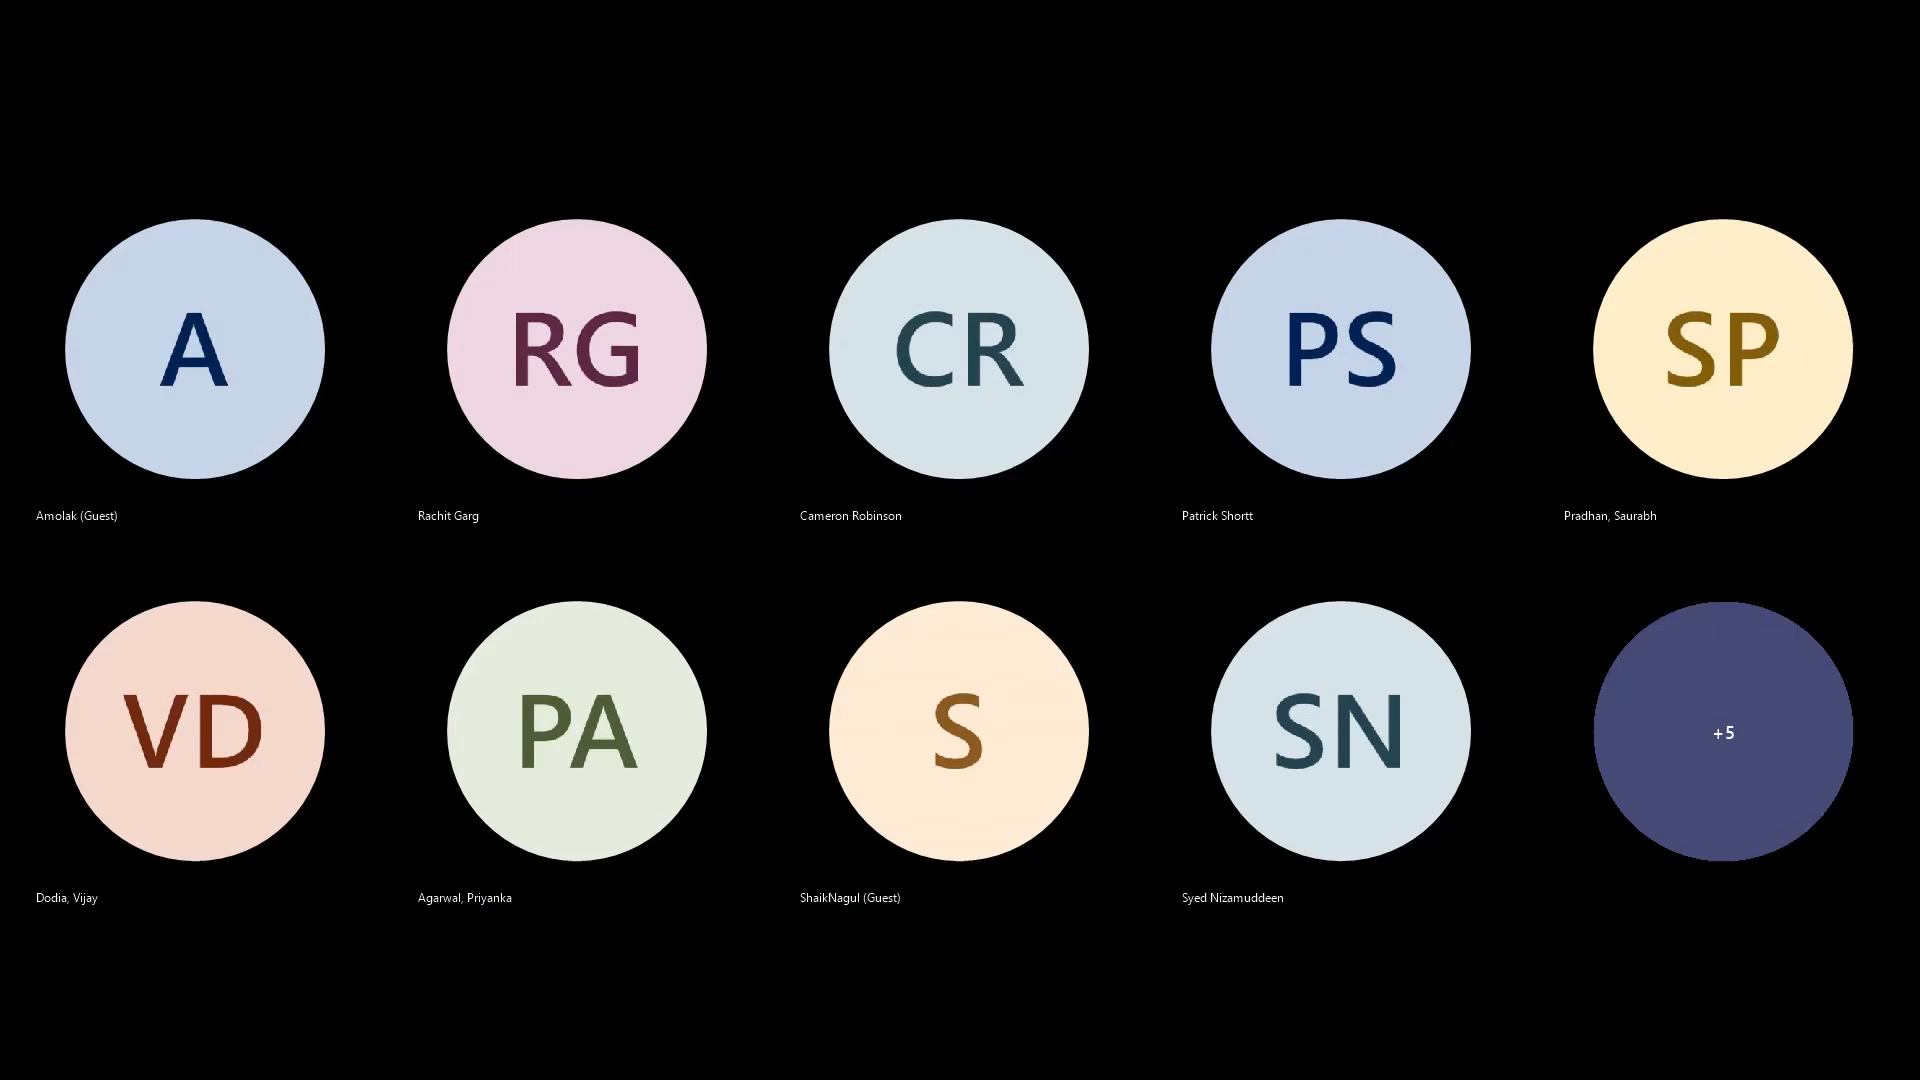 A
RG
CR
PS
SP
Amolak (Guest)
Rachit Garg
Cameron Robinson
Patrick Shortt
Pradhan, Saurabh
VD
PA
S
SN
+5
Dodia, Vijay
Agarwal, Priyanka
ShaikNagul (Guest)
Syed Nizamuddeen